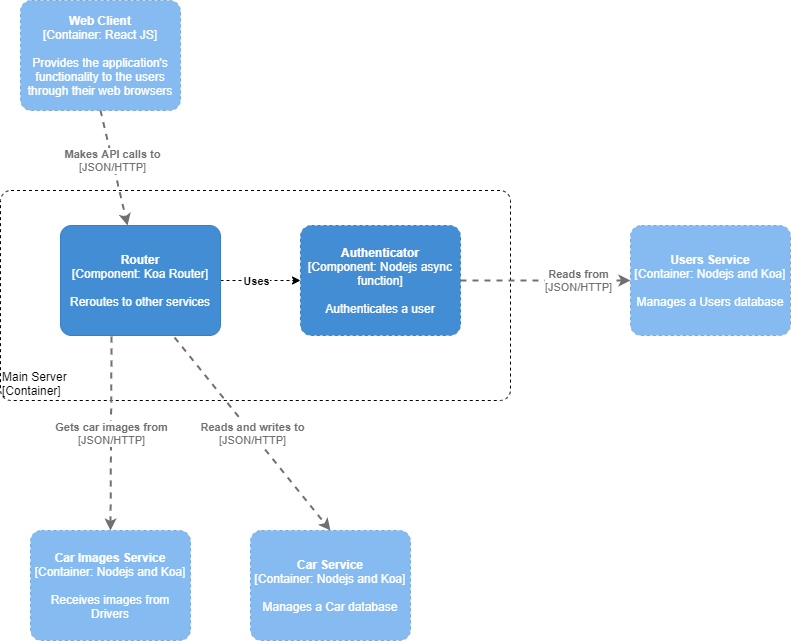 Web Client
[Container: React JS]
Provides the application's
functionality to the users
through their web browsers
Makes API calls to
[JSON/HTTP]
Router
[Component: Koa Router]
Reroutes to other services
Uses
Authenticator
[Component: Nodejs async
function]
Authenticates a user
Reads from
[JSON/HTTP]
Users Service
[Container: Nodejs and Koa]
Manages a Users database
Main Server
[Container]
Gets car images from
[JSON/HTTP]
Reads and writes to
[JSON/HTTP]
Car Images Service
[Container: Nodejs and Koa]
Receives images from
Drivers
Car Service
[Container: Nodejs and Koa]
Manages a Car database